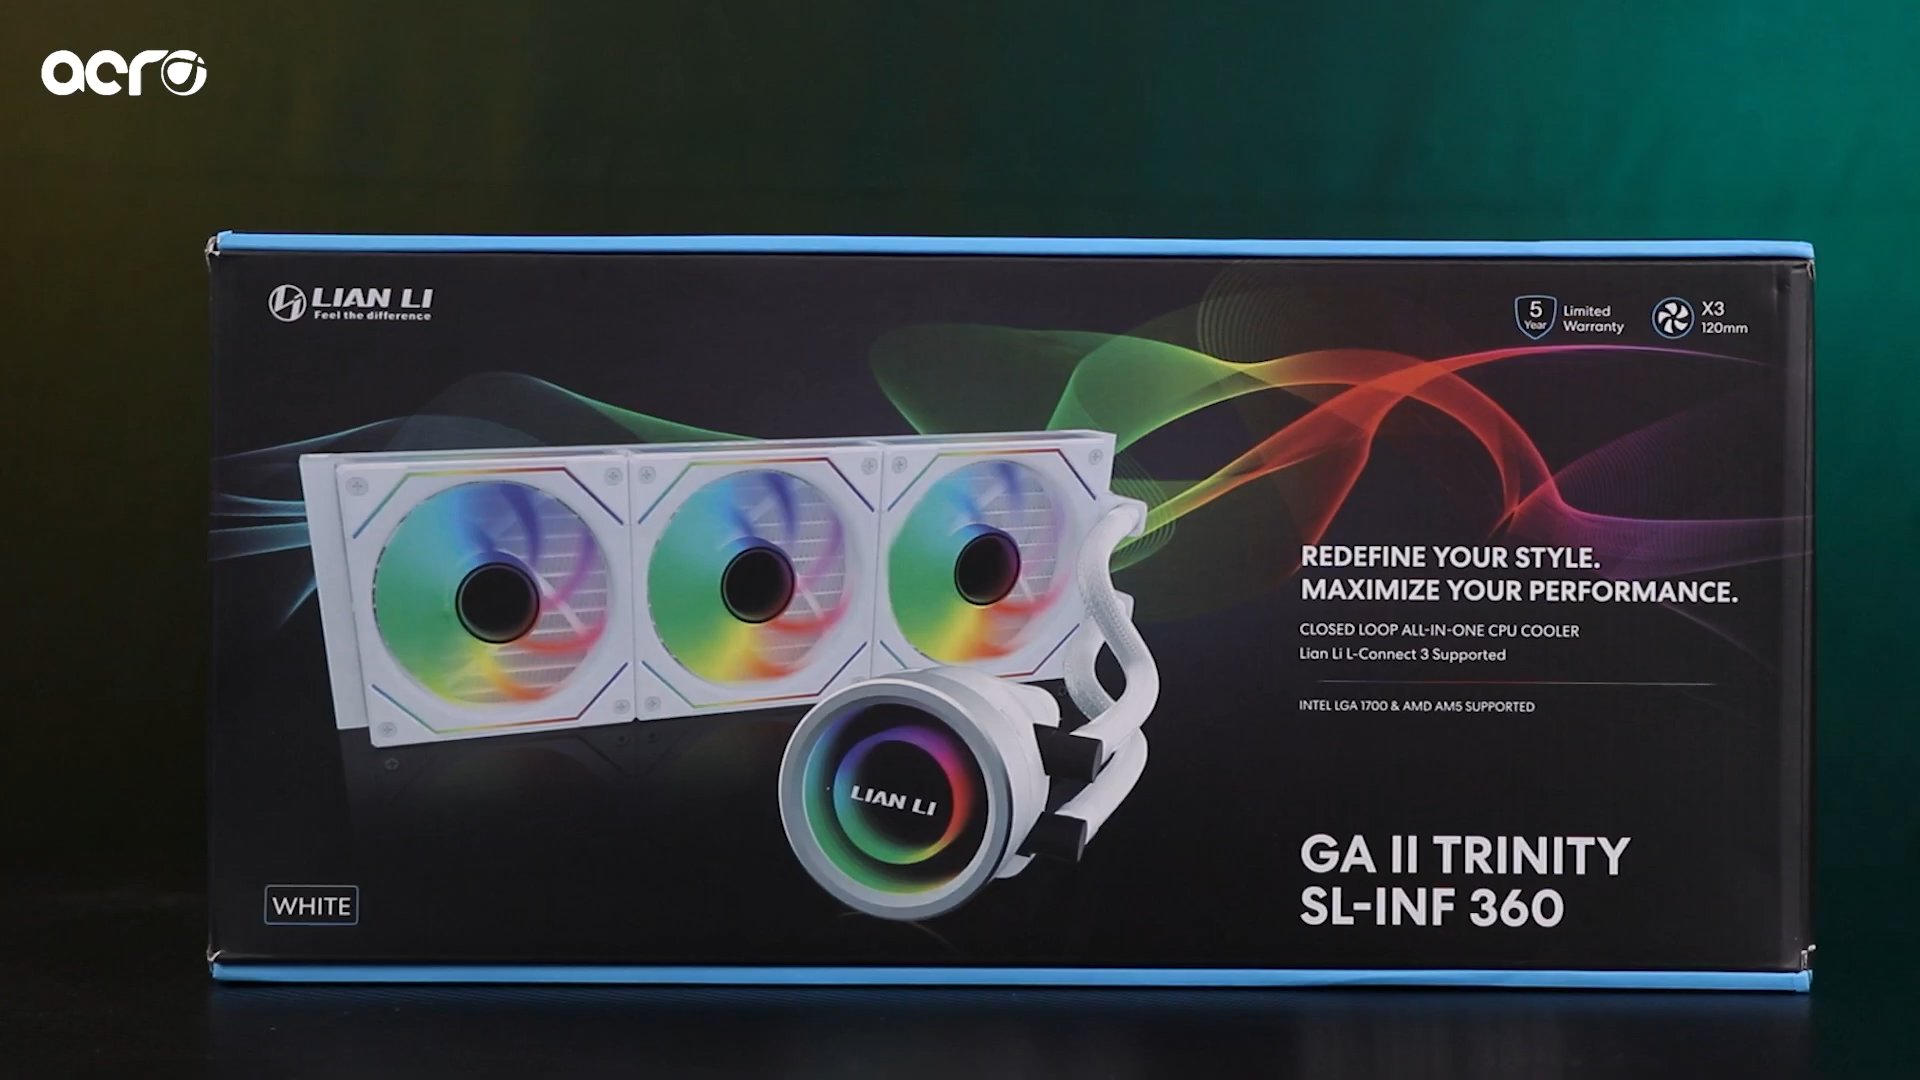 acro
LIAN LI
Feel the difference
5
Year
Limited
Warranty
X3
120mm
REDEFINE YOUR STYLE.
MAXIMIZE YOUR PERFORMANCE.
CLOSED LOOP ALL-IN-ONE CPU COOLER
Lian Li L-Connect 3 Supported
INTEL LGA 1700 & AMD AM5 SUPPORTED
LIAN LI
GA II TRINITY
SL-INF 360
WHITE